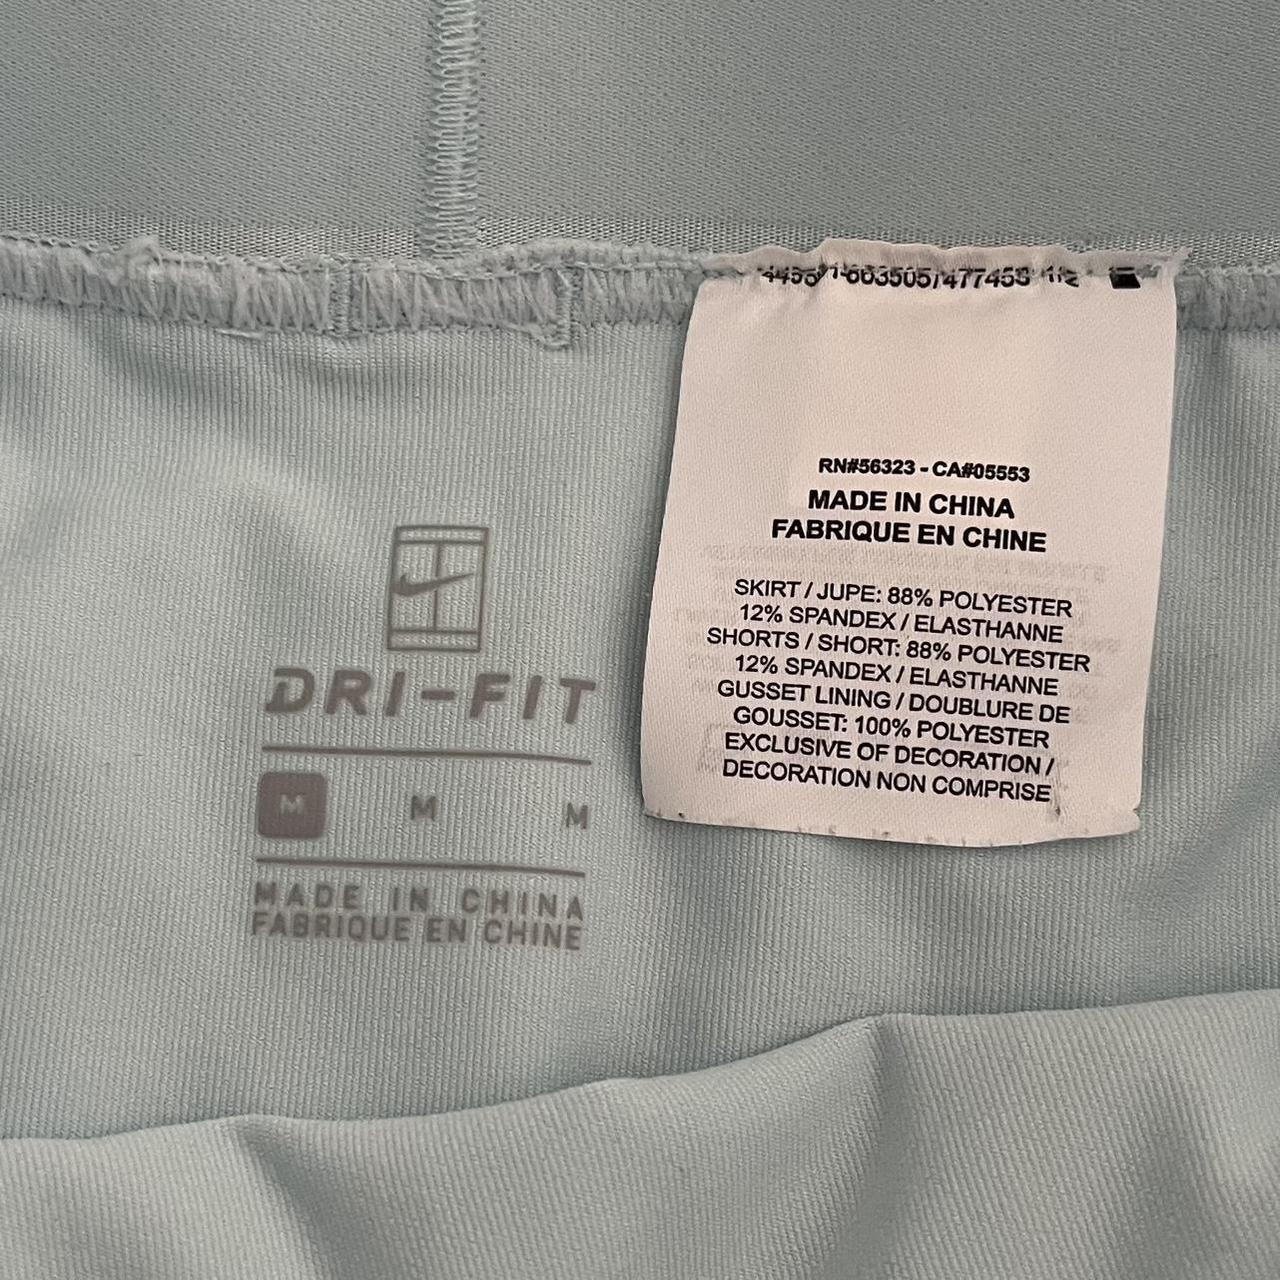 RN#56323 - CA#05553
MADE IN CHINA
FABRIQUE EN CHINE
SKIRT / JUPE: 88% POLYESTER
12% SPANDEX / ELASTHANNE
SHORTS / SHORT: 88% POLYESTER
12% SPANDEX / ELASTHANNE
GUSSET LINING / DOUBLURE DE
GOUSSET: 100% POLYESTER
EXCLUSIVE OF DECORATION /
DECORATION NON COMPRISE
DRI-FIT
M M M
MADE IN CHINA
FABRIQUE EN CHINE